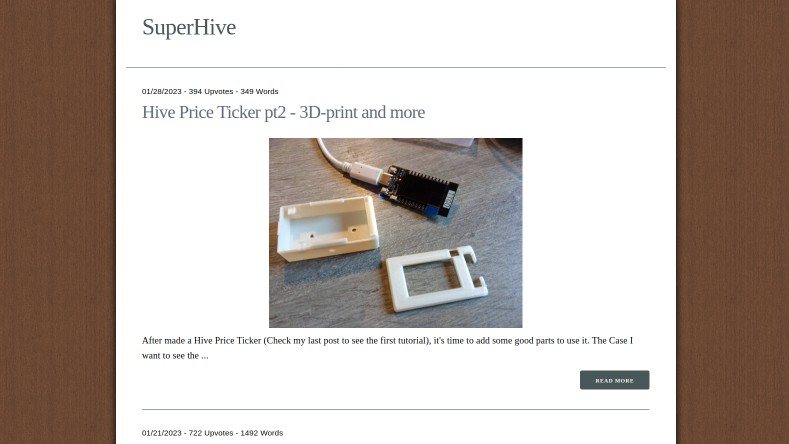 SuperHive
01/28/2023 - 394 Upvotes - 349 Words
Hive Price Ticker pt2 - 3D-print and more
After made a Hive Price Ticker (Check my last post to see the first tutorial), it's time to add some good parts to use it. The Case I
want to see the ...
READ MORE
01/21/2023 - 722 Upvotes - 1492 Words